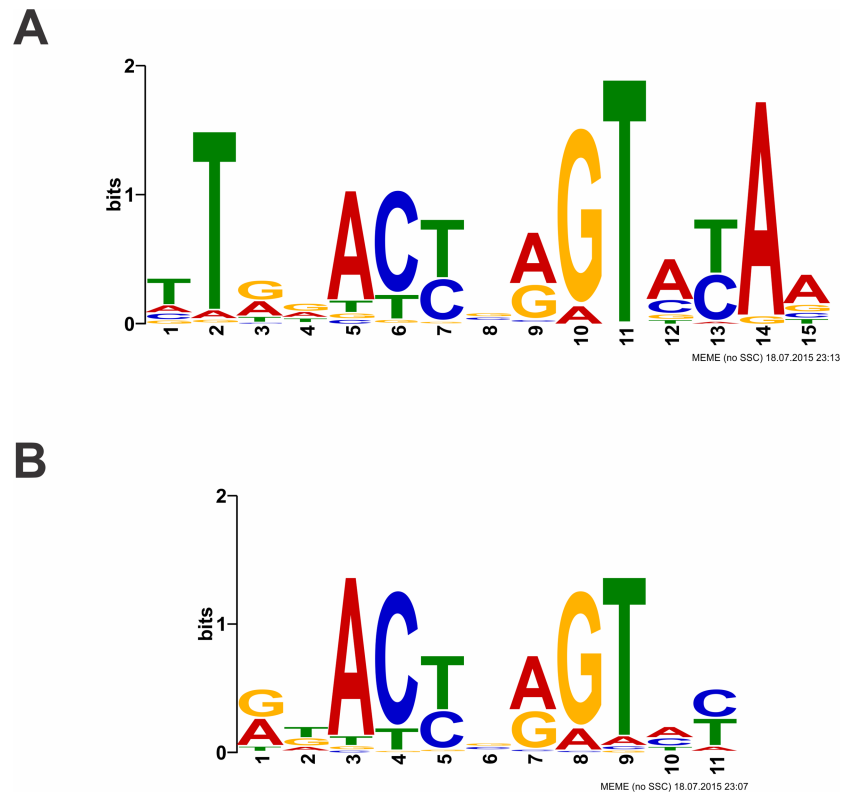 A
2
1
0
bits
T T G G A C T G A G T A T A A
A A A A T T C C G A C C G G
1 2 3 4 5 6 7 8 9 10 11 12 13 14 15
MEME (no SSC) 18.07.2015 23:13
B
2
1
0
bits
G T A C T G A G T A C
A G T T C C G A A C T
1 2 3 4 5 6 7 8 9 10 11
MEME (no SSC) 18.07.2015 23:07